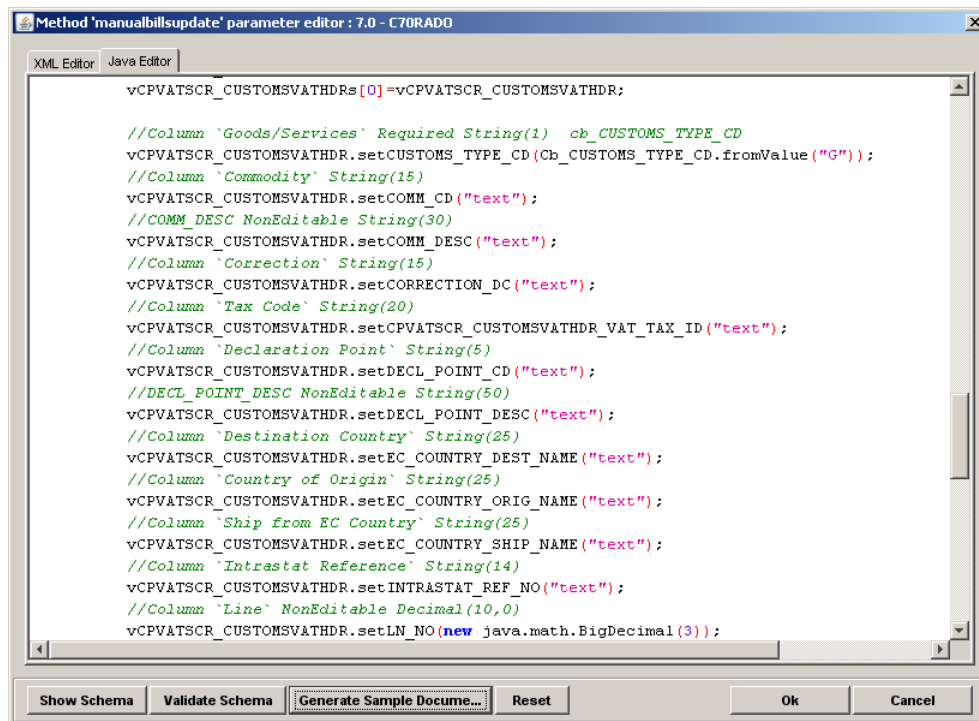 Method 'manualbillsupdate' parameter editor : 7.0 - C70RADO
XML Editor Java Editor
vCPVATSCR_CUSTOMSVATHDRs[0]=vCPVATSCR_CUSTOMSVATHDR;
//Column `Goods/Services` Required String(1) cb_CUSTOMS_TYPE_CD
vCPVATSCR_CUSTOMSVATHDR.setCUSTOMS_TYPE_CD(Cb_CUSTOMS_TYPE_CD.fromValue("G"));
//Column `Commodity` String(15)
vCPVATSCR_CUSTOMSVATHDR.setCOMM_CD("text");
//COMM_DESC NonEditable String(30)
vCPVATSCR_CUSTOMSVATHDR.setCOMM_DESC("text");
//Column `Correction` String(15)
vCPVATSCR_CUSTOMSVATHDR.setCORRECTION_DC("text");
//Column `Tax Code` String(20)
vCPVATSCR_CUSTOMSVATHDR.setCPVATSCR_CUSTOMSVATHDR_VAT_TAX_ID("text");
//Column `Declaration Point` String(5)
vCPVATSCR_CUSTOMSVATHDR.setDECL_POINT_CD("text");
//DECL_POINT_DESC NonEditable String(50)
vCPVATSCR_CUSTOMSVATHDR.setDECL_POINT_DESC("text");
//Column `Destination Country` String(25)
vCPVATSCR_CUSTOMSVATHDR.setEC_COUNTRY_DEST_NAME("text");
//Column `Country of Origin` String(25)
vCPVATSCR_CUSTOMSVATHDR.setEC_COUNTRY_ORIG_NAME("text");
//Column `Ship from EC Country` String(25)
vCPVATSCR_CUSTOMSVATHDR.setEC_COUNTRY_SHIP_NAME("text");
//Column `Intrastat Reference` String(14)
vCPVATSCR_CUSTOMSVATHDR.setINTRASTAT_REF_NO("text");
//Column `Line` NonEditable Decimal(10,0)
vCPVATSCR_CUSTOMSVATHDR.setLN_NO(new java.math.BigDecimal(3));
Show Schema Validate Schema Generate Sample Docume... Reset Ok Cancel